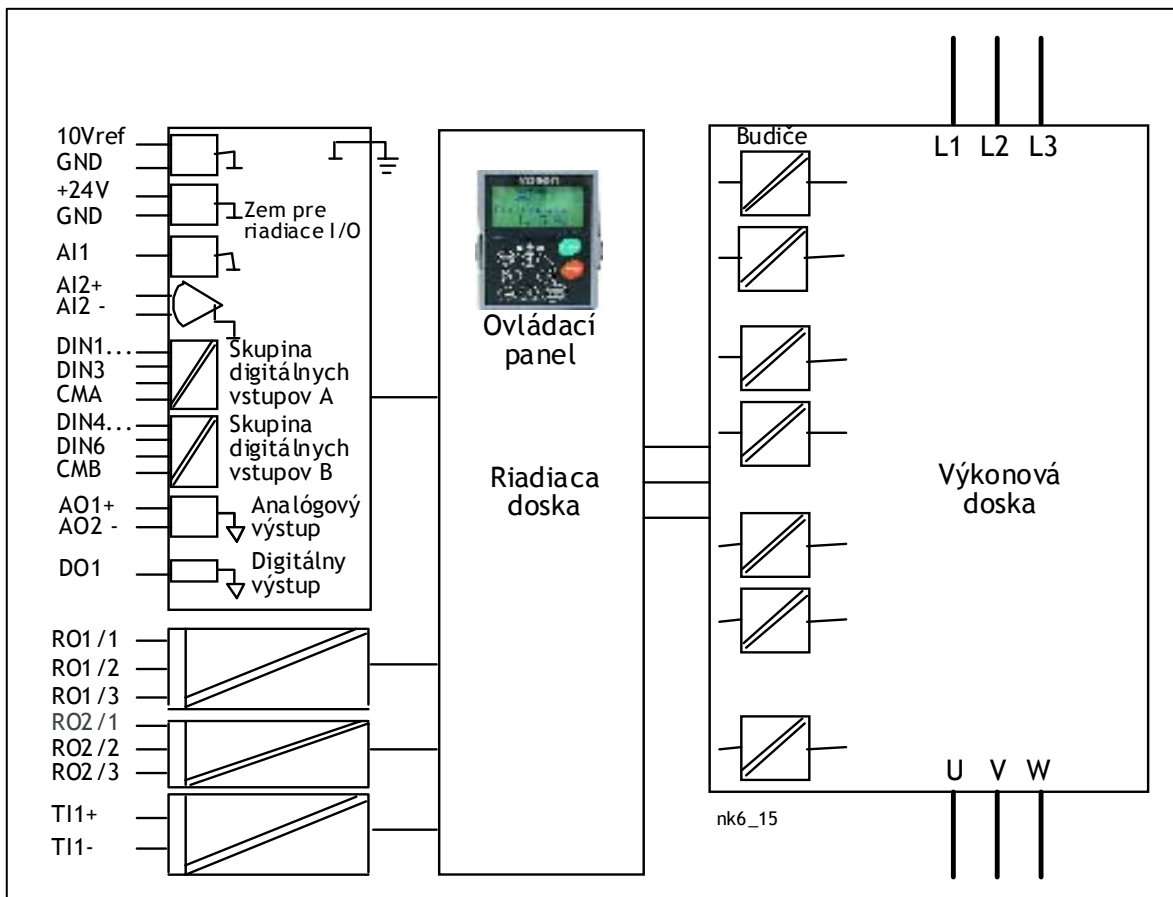 10Vref
GND
+24V
GND
Zem pre
riadiace I/O
AI1
AI2+
AI2 -
DIN1...
DIN3
CMA
Skupina
digitálnych
vstupov A
DIN4...
DIN6
CMB
Skupina
digitálnych
vstupov B
AO1+
AO2 -
Analógový
výstup
DO1
Digitálny
výstup
RO1/1
RO1/2
RO1/3
RO2/1
RO2/2
RO2/3
TI1+
TI1-
Ovládací
panel
Riadiaca
doska
Budiče
L1 L2 L3
Výkonová
doska
U V W
nk6_15